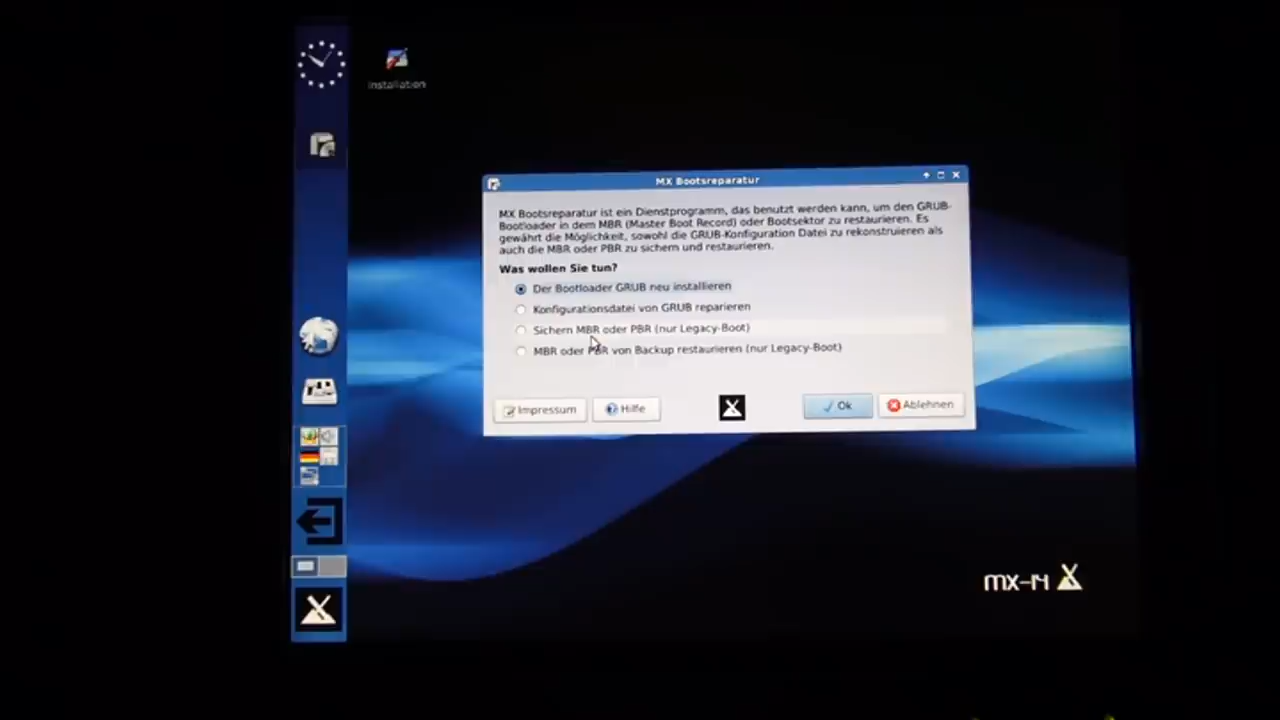 Installation
MX Bootsreparatur
MX Bootsreparatur ist ein Dienstprogramm, das benutzt werden kann, um den GRUB-
Bootloader in dem MBR (Master Boot Record) oder Bootsektor zu restaurieren. Es
gewährt die Möglichkeit, sowohl die GRUB-Konfiguration Datei zu rekonstruieren als
auch die MBR oder PBR zu sichern und restaurieren.
Was wollen Sie tun?
Der Bootloader GRUB neu installieren
Konfigurationsdatei von GRUB reparieren
Sichern MBR oder PBR (nur Legacy-Boot)
MBR oder PBR von Backup restaurieren (nur Legacy-Boot)
Impressum
Hilfe
Ok
Ablehnen
mx-14